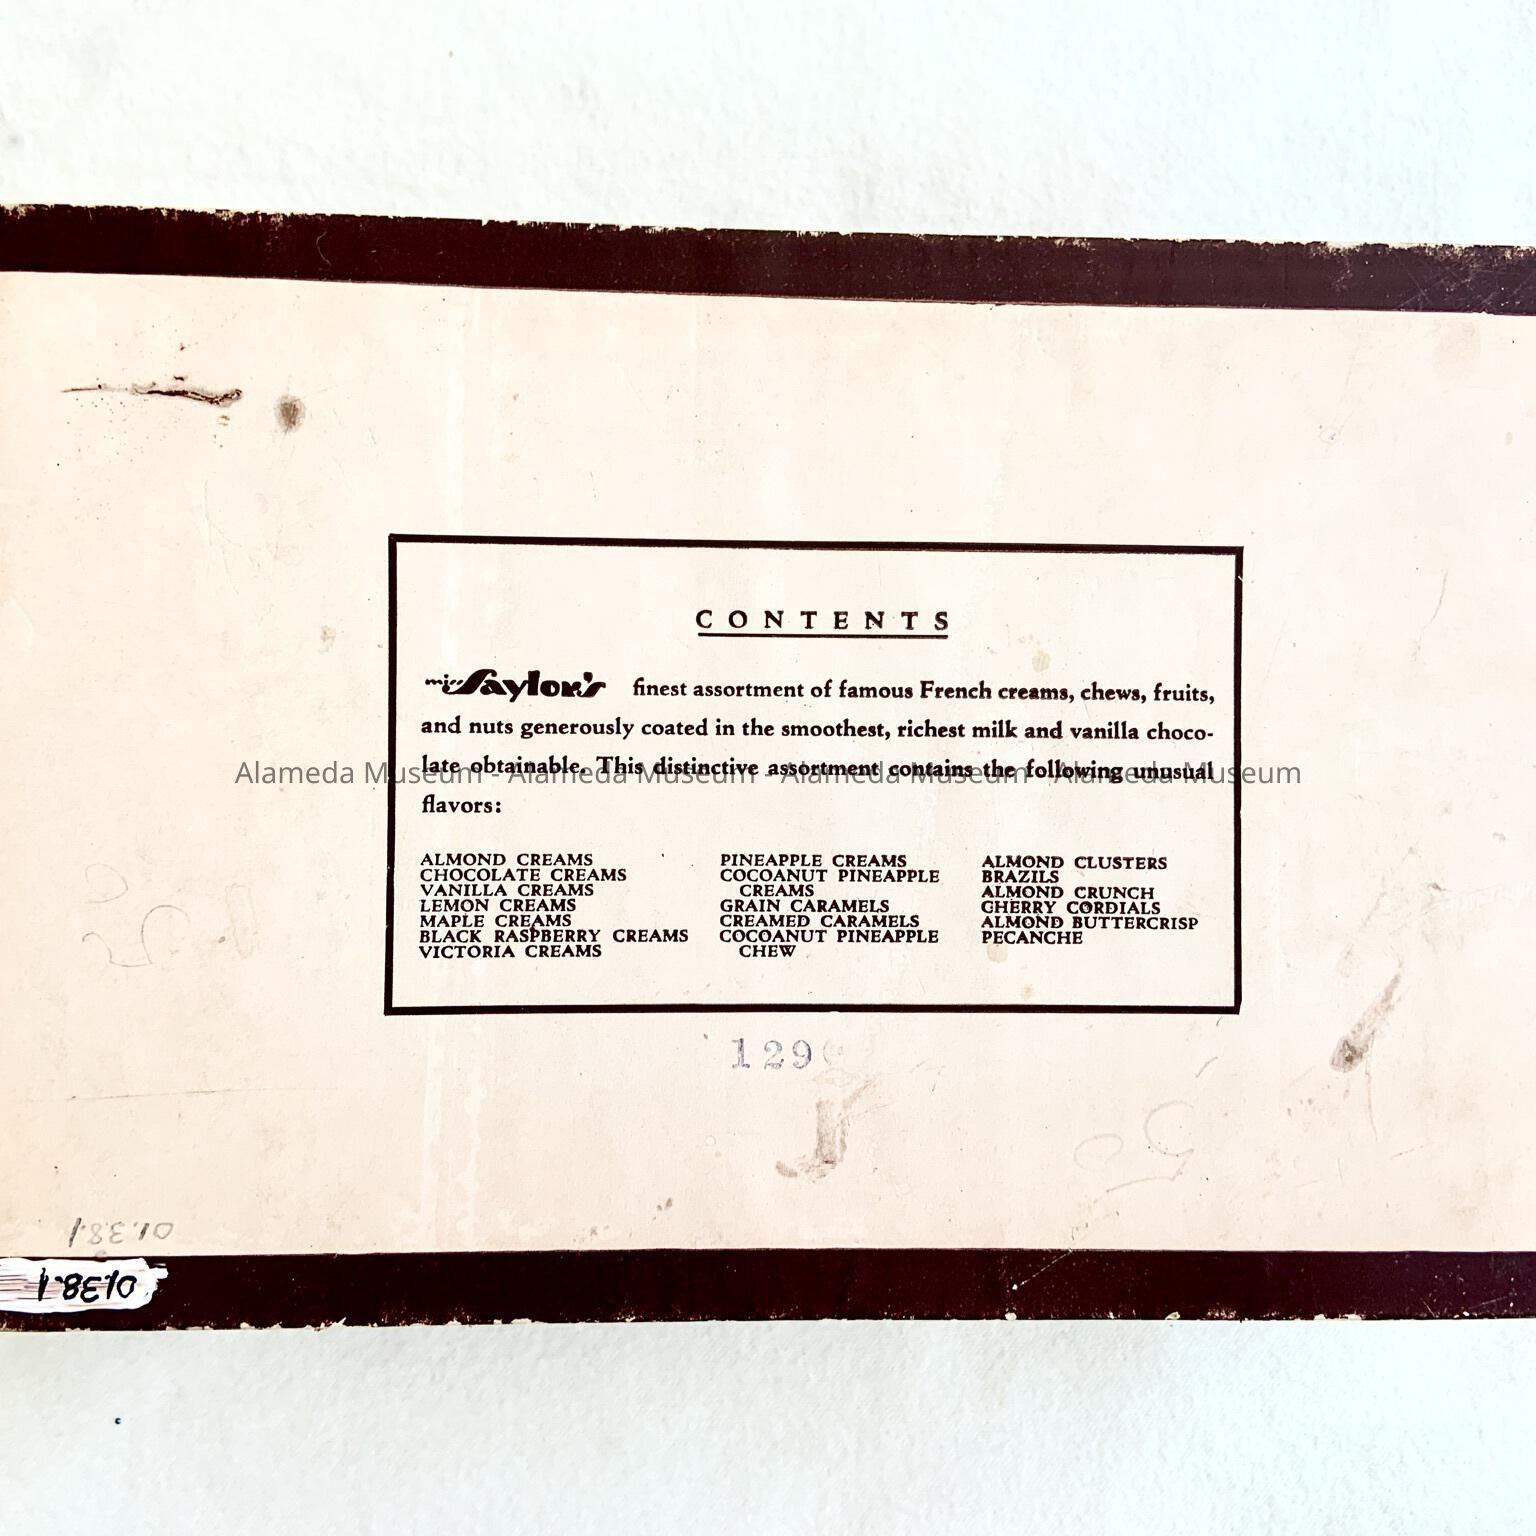 CONTENTS
miss Saylor's finest assortment of famous French creams, chews, fruits,
and nuts generously coated in the smoothest, richest milk and vanilla choco-
late obtainable. This distinctive assortment contains the following unusual
flavors:
ALMOND CREAMS
CHOCOLATE CREAMS
VANILLA CREAMS
LEMON CREAMS
MAPLE CREAMS
BLACK RASPBERRY CREAMS
VICTORIA CREAMS
PINEAPPLE CREAMS
COCOANUT PINEAPPLE
CREAMS
GRAIN CARAMELS
CREAMED CARAMELS
COCOANUT PINEAPPLE
CHEW
ALMOND CLUSTERS
BRAZILS
ALMOND CRUNCH
CHERRY CORDIALS
ALMOND BUTTERCRISP
PECANCHE
129
01.38.1
01.38.1
Alameda Museum - Alameda Museum - Alameda Museum - Alameda Museum